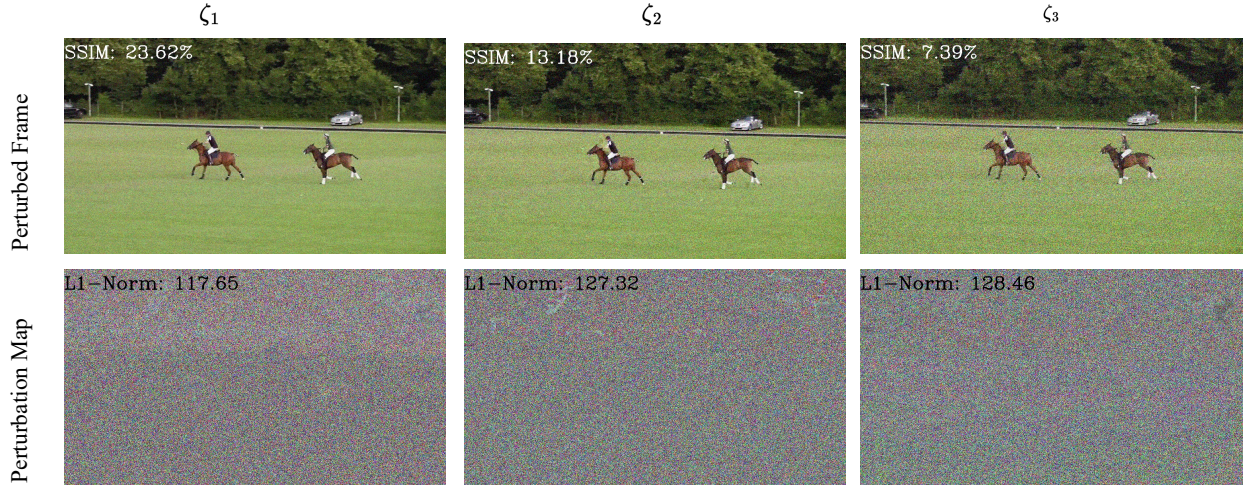 ζ₁ ζ₂ ζ₃
Perturbed Frame
SSIM: 23.62% SSIM: 13.18% SSIM: 7.39%
Perturbation Map
L1-Norm: 117.65 L1-Norm: 127.32 L1-Norm: 128.46